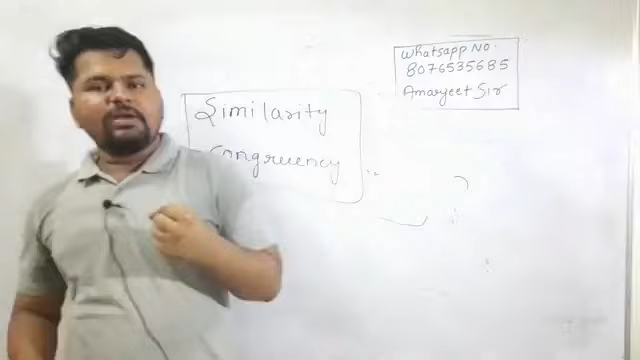 Similarity
Congruency
Whatsapp No.
8076535685
Amarjeet Sir